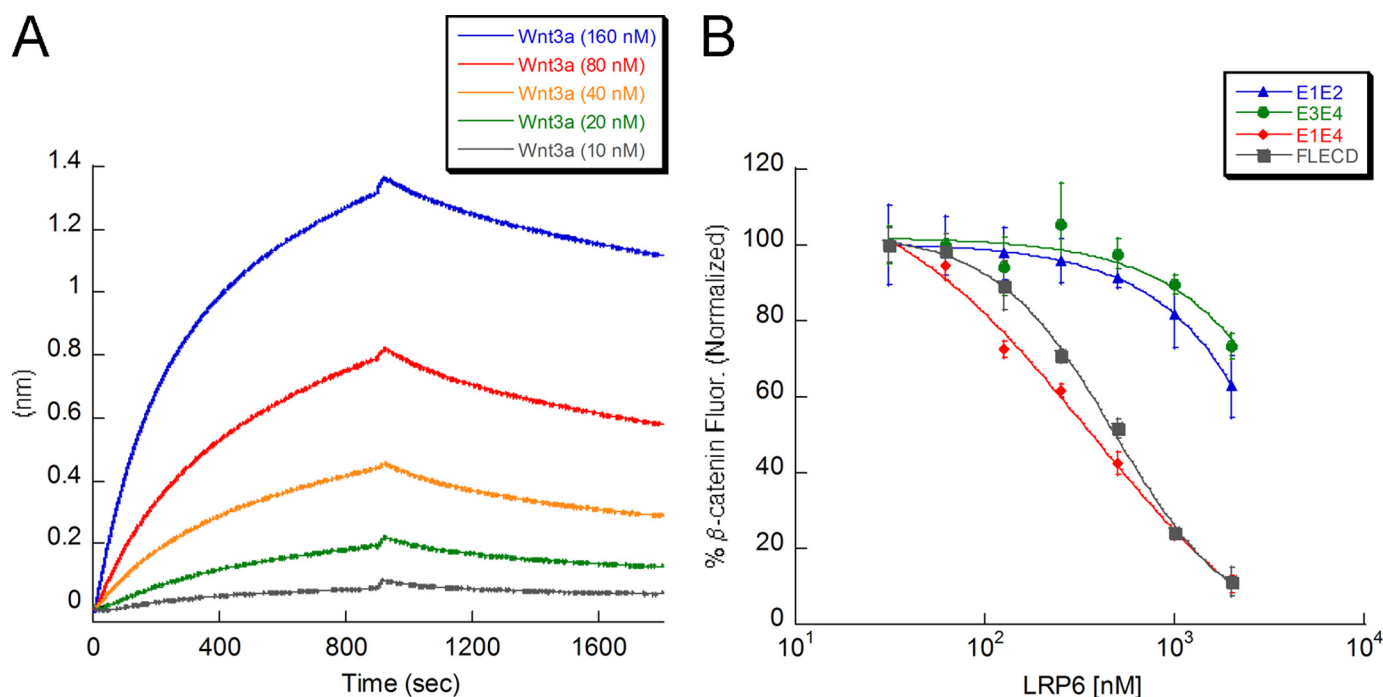 A
Wnt3a (160 nM)
Wnt3a (80 nM)
Wnt3a (40 nM)
Wnt3a (20 nM)
Wnt3a (10 nM)
1.4
1.2
1
0.8
0.6
0.4
0.2
0
(nm)
0 400 800 1200 1600
Time (sec)
B
E1E2
E3E4
E1E4
FLECD
120
100
80
60
40
20
0
% β-catenin Fluor. (Normalized)
10¹ 10² 10³ 10⁴
LRP6 [nM]